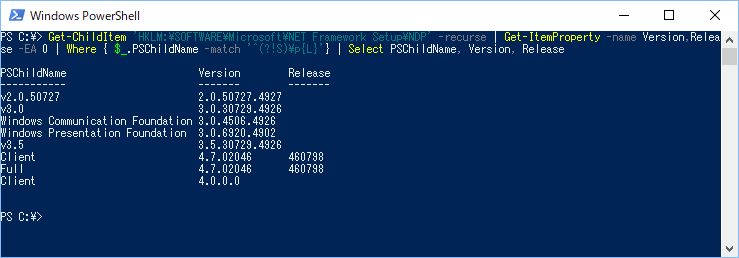 Windows PowerShell
PS C:¥> Get-ChildItem 'HKLM:¥SOFTWARE¥Microsoft¥NET Framework Setup¥NDP' -recurse | Get-ItemProperty -name Version,Relea
se -EA 0 | Where { $_.PSChildName -match '^(?!S)¥p{L}'} | Select PSChildName, Version, Release
PSChildName Version Release
----------- ------- -------
v2.0.50727 2.0.50727.4927
v3.0 3.0.30729.4926
Windows Communication Foundation 3.0.4506.4926
Windows Presentation Foundation 3.0.6920.4902
v3.5 3.5.30729.4926
Client 4.7.02046 460798
Full 4.7.02046 460798
Client 4.0.0.0
PS C:¥>